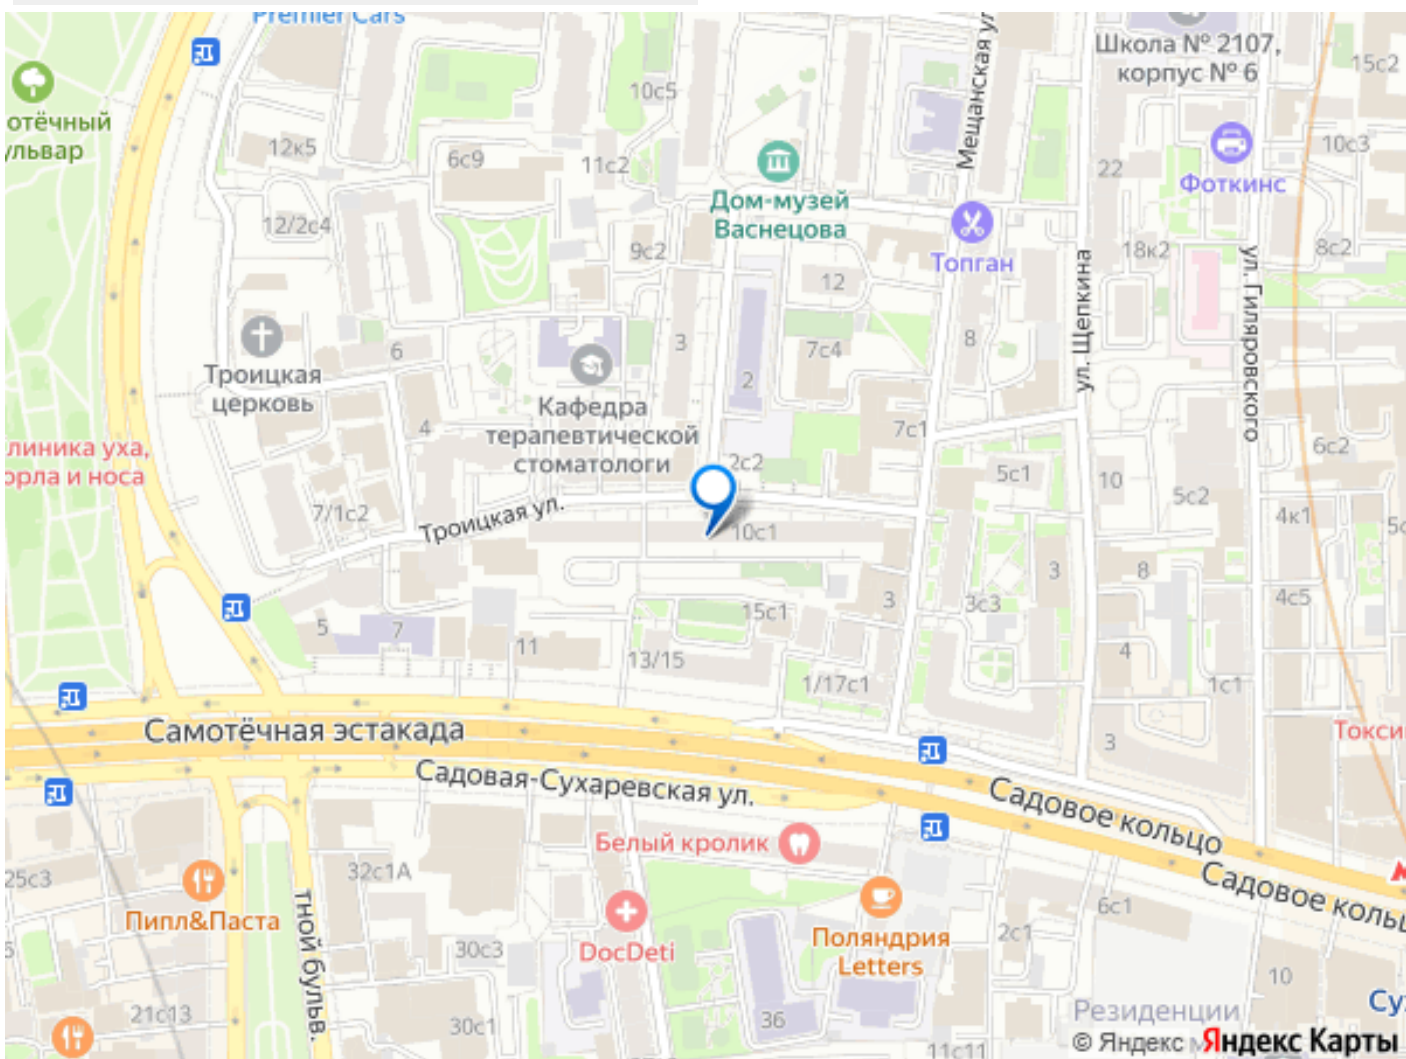 Premier Cars
Школа № 2107,
корпус № 6
15с2
10с5
Мещанская ул
отёчный
ульвар
12к5
6с9
11с2
10с3
22
Фоткинс
Дом-музей
Васнецова
12/2с4
9с2
Топган
18к2
8с2
12
ул. Щепкина
ул. Гиляровского
3
7с4
8
6
Троицкая
церковь
2
Кафедра
терапевтической
стоматологи
4
7с1
линика уха,
орла и носа
6с2
2с2
5с1
10
5с2
7/1с2
Троицкая ул.
10с1
4к1
5с
3
8
3
3с3
4с5
15с1
5
7
11
13/15
4
1/17с1
1с1
Самотёчная эстакада
3
Токси
Садовая-Сухаревская ул.
Садовое кольцо
Белый кролик
Садовое кольц
25с3
32с1А
6с1
Пипл&Паста
тной бульв.
DocDeti
30с3
Поляндрия
Letters
2с1
10
21с13
30с1
36
Резиденции
Су
11с11
© Яндекс Яндекс Карты